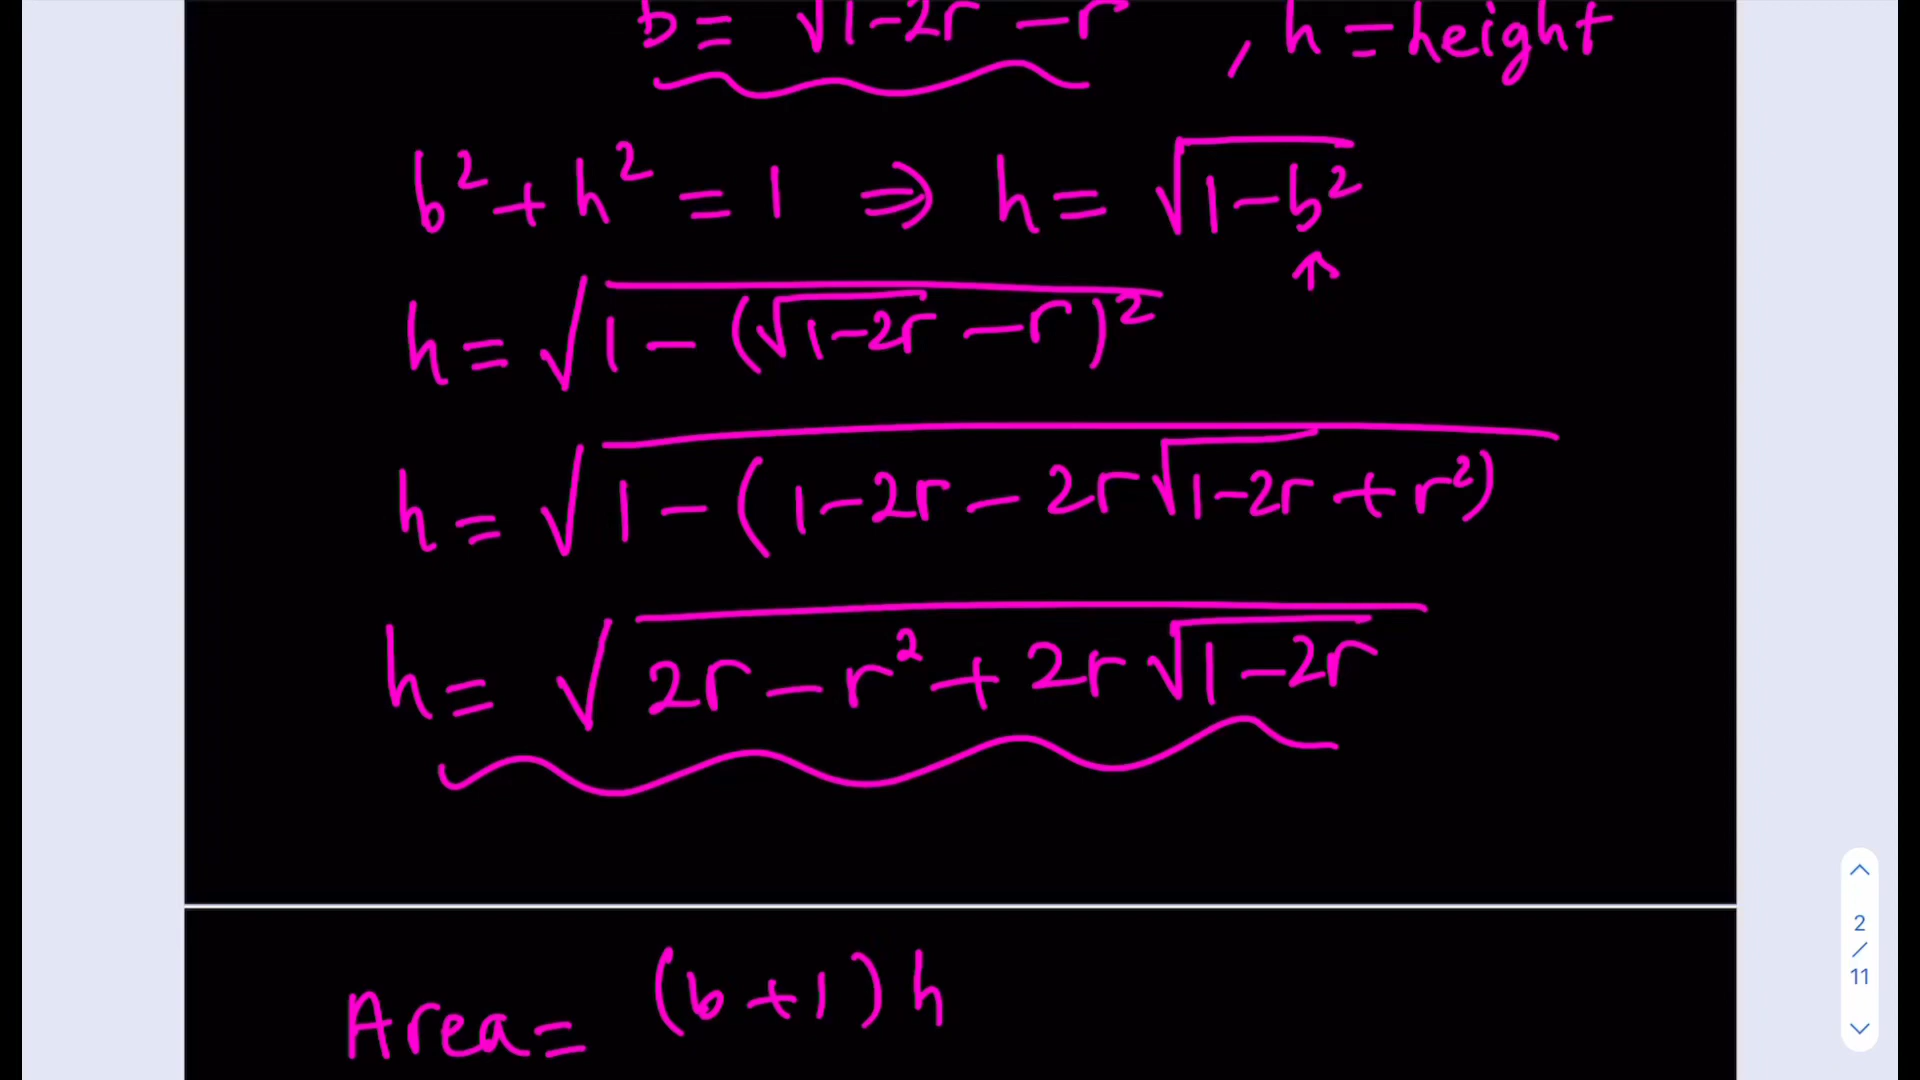 b = √1-2r - r , h = height
b² + h² = 1 ⇒ h = √1-b²
↑
h = √1 - (√1-2r - r)²
h = √1 - (1-2r - 2r√1-2r + r²)
h = √2r - r² + 2r √1-2r
2
/
11
Area = (b+1) h